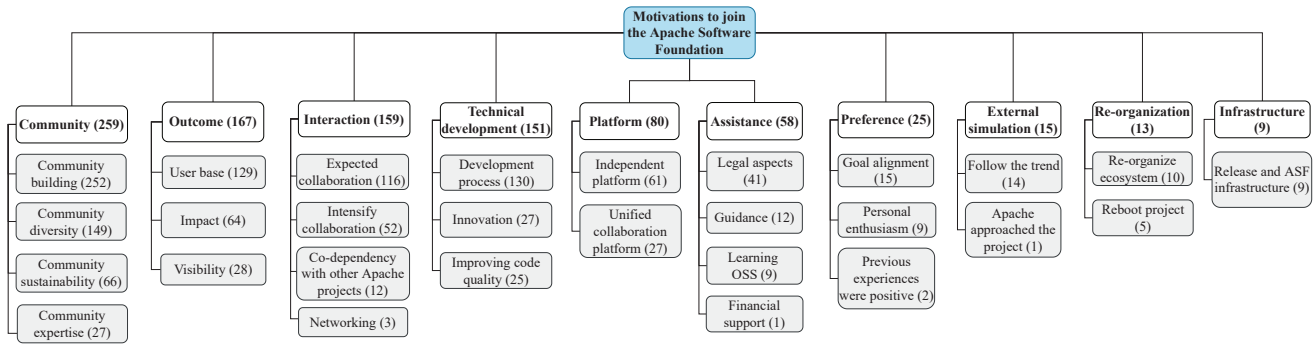 Motivations to join
the Apache Software
Foundation
Community (259)
Community
building (252)
Community
diversity (149)
Community
sustainability (66)
Community
expertise (27)
Outcome (167)
User base (129)
Impact (64)
Visibility (28)
Interaction (159)
Expected
collaboration (116)
Intensify
collaboration (52)
Co-dependency
with other Apache
projects (12)
Networking (3)
Technical
development (151)
Development
process (130)
Innovation (27)
Improving code
quality (25)
Platform (80)
Independent
platform (61)
Unified
collaboration
platform (27)
Assistance (58)
Legal aspects
(41)
Guidance (12)
Learning
OSS (9)
Financial
support (1)
Preference (25)
Goal alignment
(15)
Personal
enthusiasm (9)
Previous
experiences
were positive (2)
External
simulation (15)
Follow the trend
(14)
Apache
approached the
project (1)
Re-organization
(13)
Re-organize
ecosystem (10)
Reboot project
(5)
Infrastructure
(9)
Release and ASF
infrastructure (9)